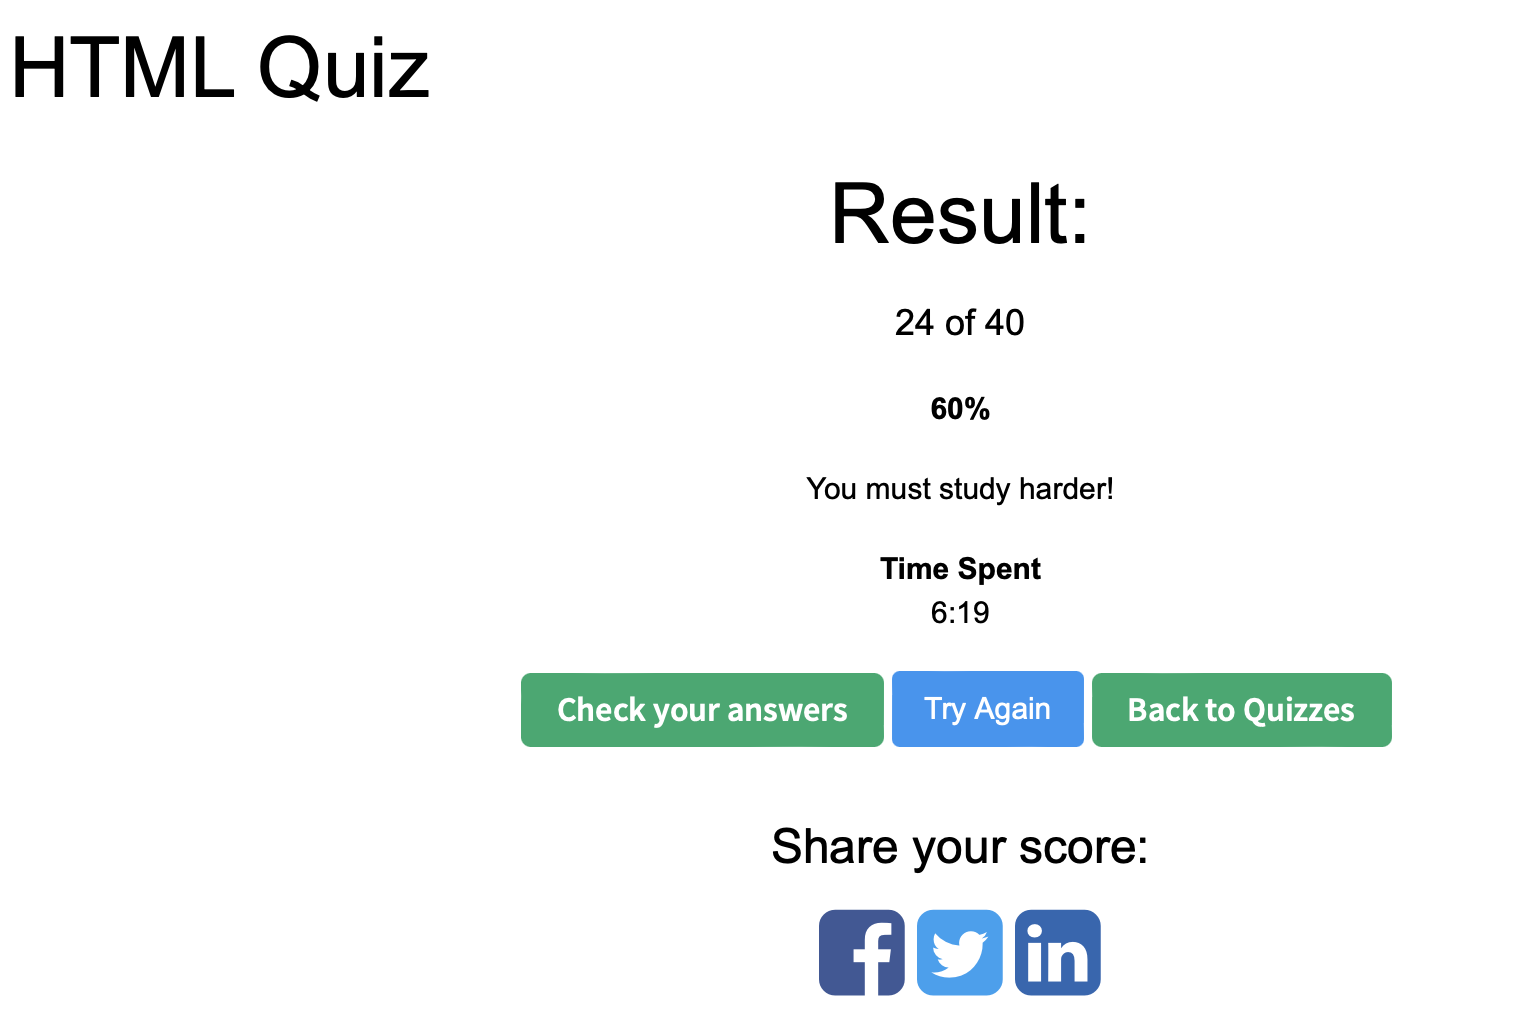 HTML Quiz
Result:
24 of 40
60%
You must study harder!
Time Spent
6:19
Check your answers Try Again Back to Quizzes
Share your score:
f in